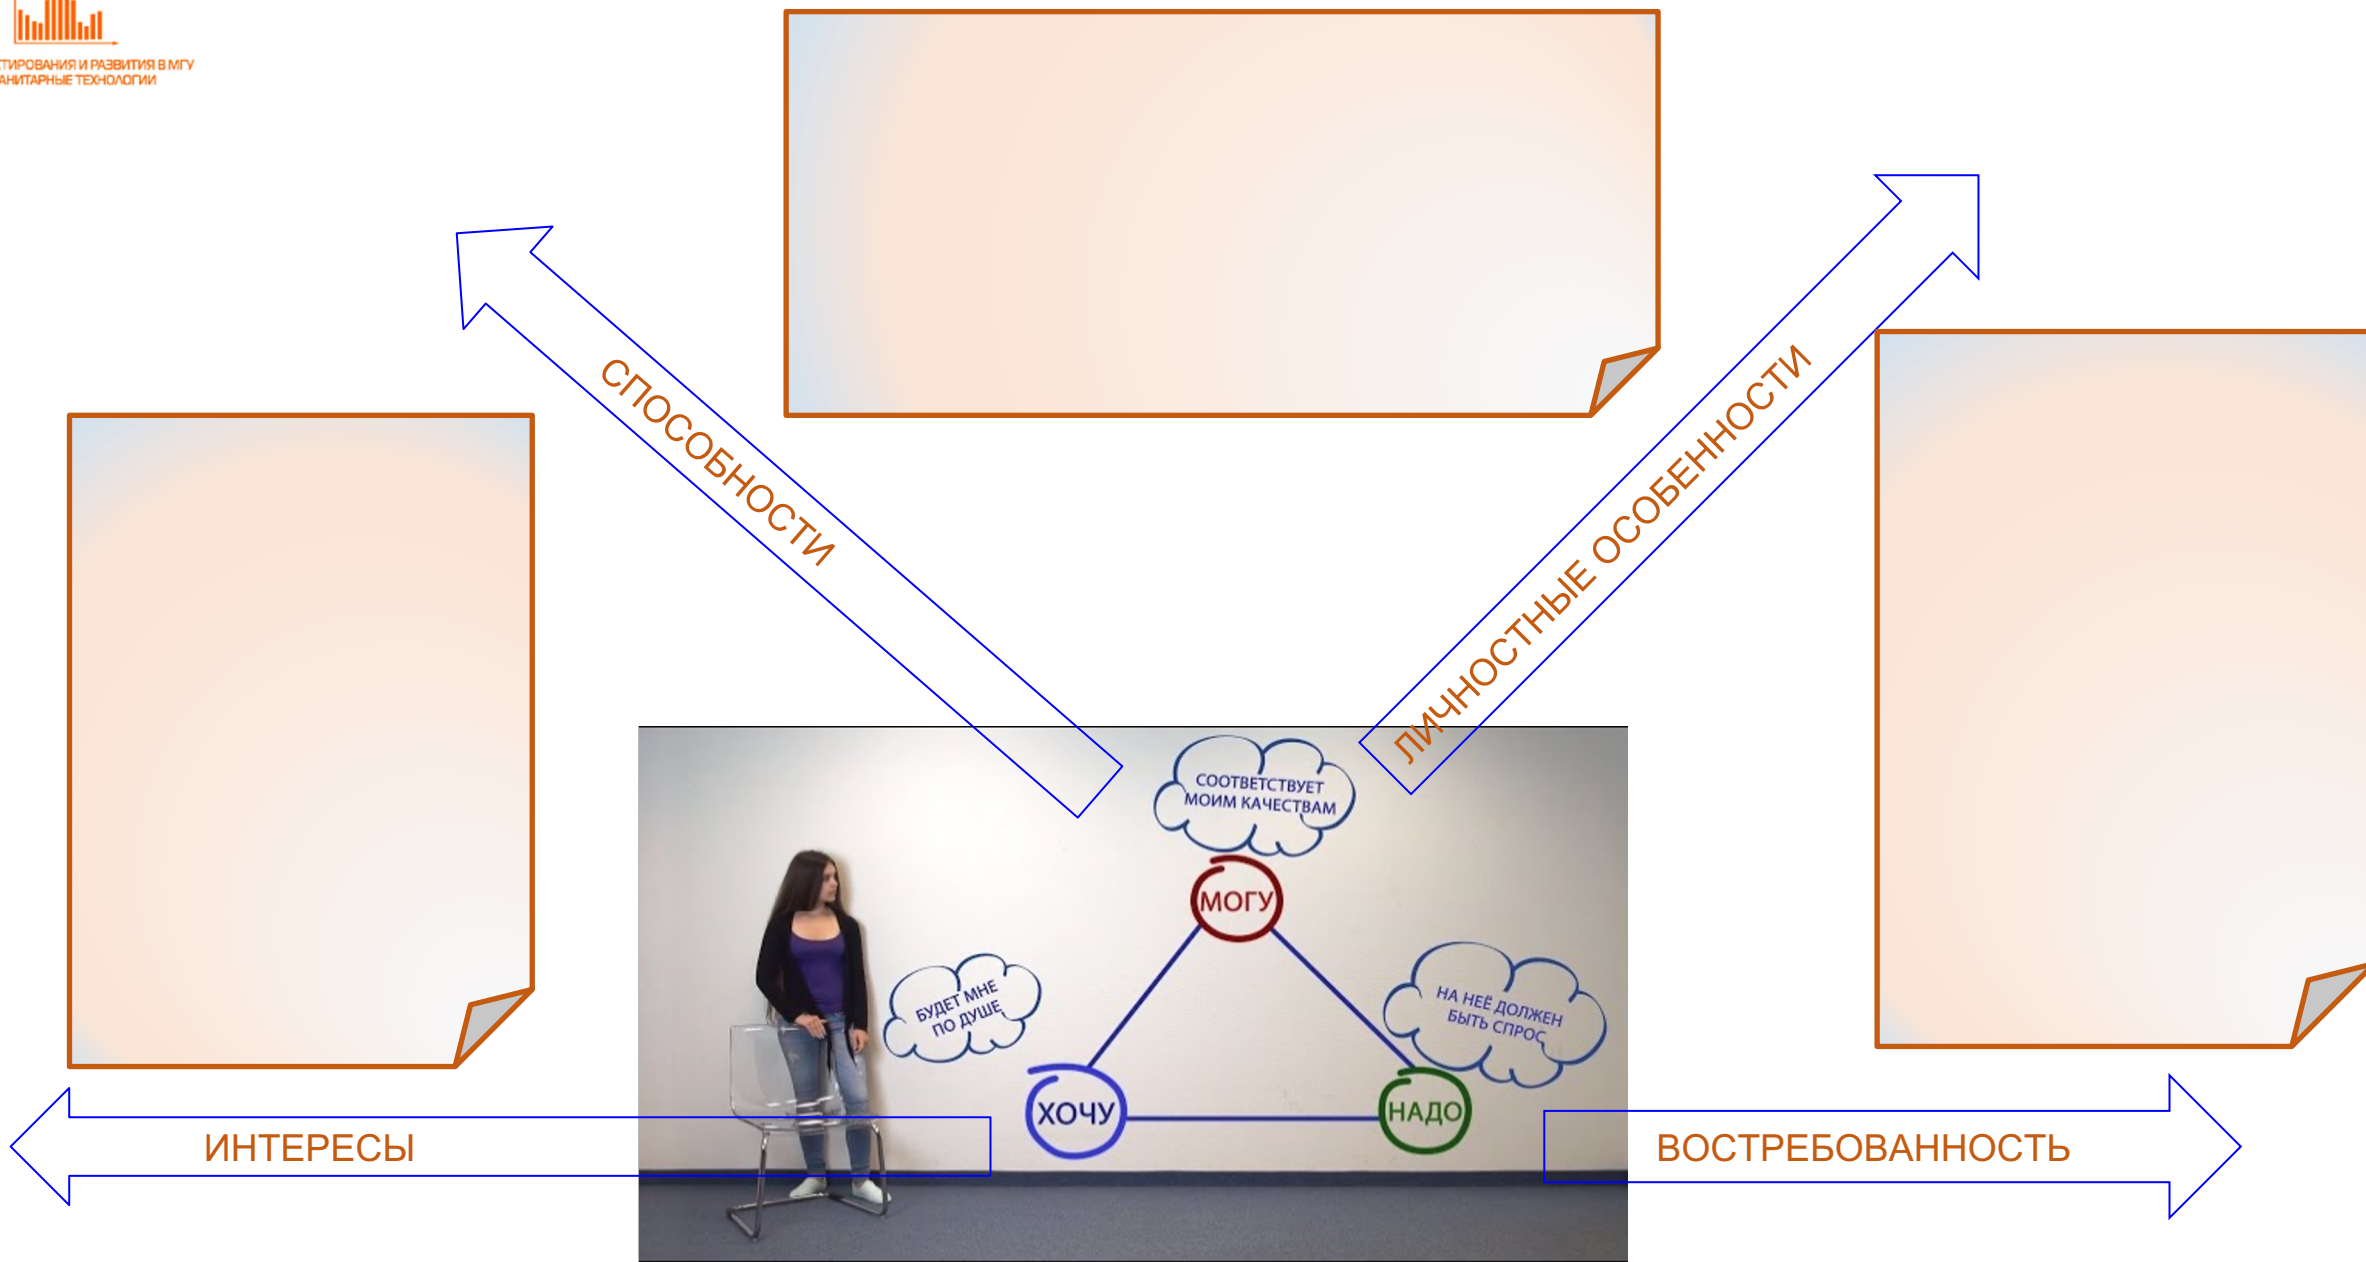 ТИРОВАНИЯ И РАЗВИТИЯ В МГУ
АНИТАРНЫЕ ТЕХНОЛОГИИ
СПОСОБНОСТИ
ЛИЧНОСТНЫЕ ОСОБЕННОСТИ
СООТВЕТСТВУЕТ
МОИМ КАЧЕСТВАМ
МОГУ
БУДЕТ МНЕ
ПО ДУШЕ
НА НЕЁ ДОЛЖЕН
БЫТЬ СПРОС
ХОЧУ
НАДО
ИНТЕРЕСЫ
ВОСТРЕБОВАННОСТЬ